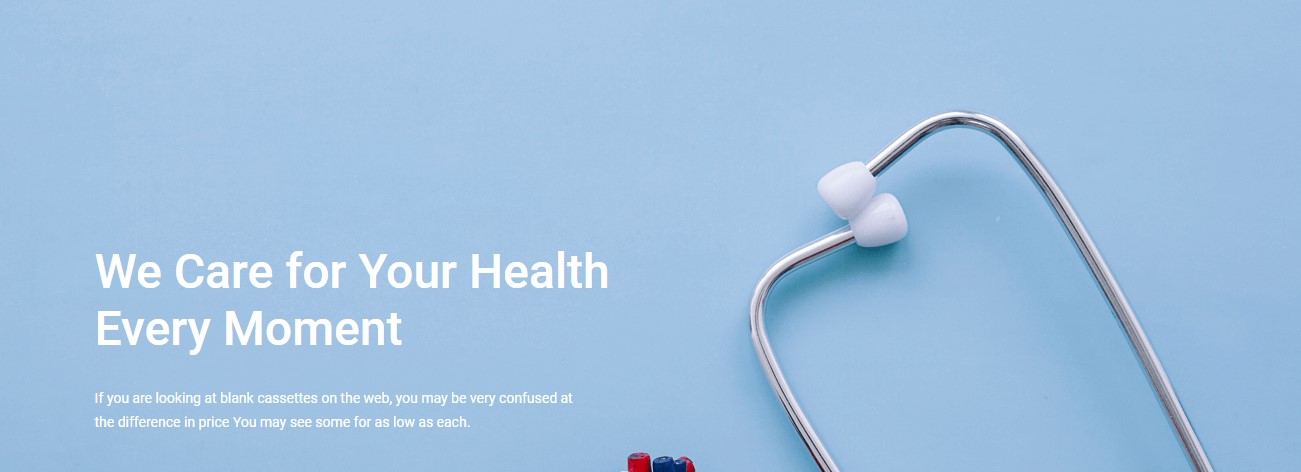 We Care for Your Health
Every Moment
If you are looking at blank cassettes on the web, you may be very confused at
the difference in price You may see some for as low as each.